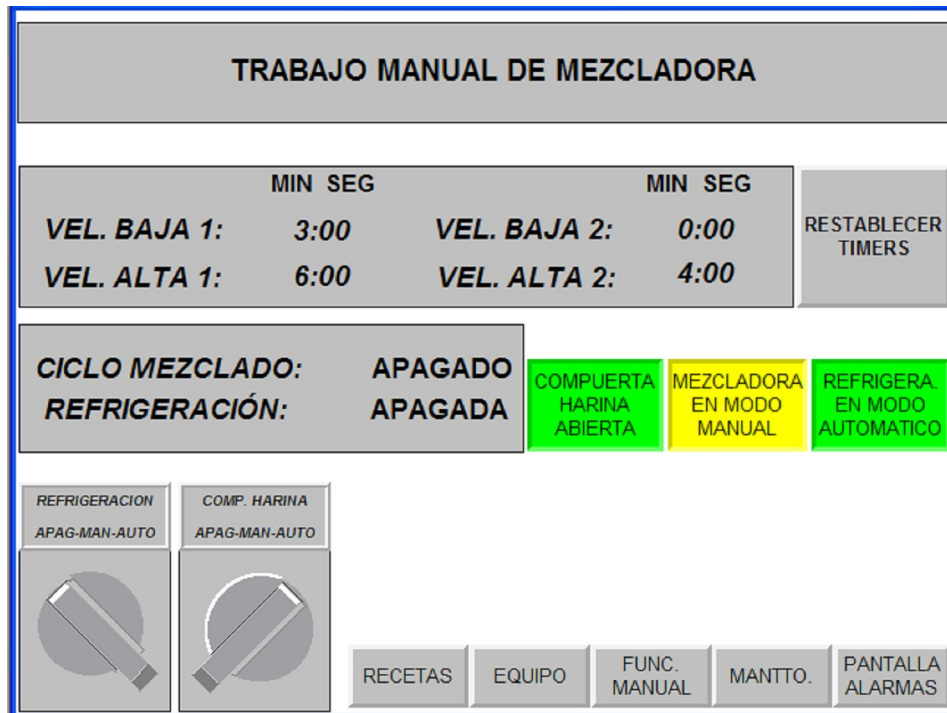 TRABAJO MANUAL DE MEZCLADORA
MIN SEG MIN SEG
VEL. BAJA 1: 3:00 VEL. BAJA 2: 0:00
VEL. ALTA 1: 6:00 VEL. ALTA 2: 4:00
RESTABLECER
TIMERS
CICLO MEZCLADO: APAGADO
REFRIGERACIÓN: APAGADA
COMPUERTA
HARINA
ABIERTA
MEZCLADORA
EN MODO
MANUAL
REFRIGERA.
EN MODO
AUTOMATICO
REFRIGERACION
APAG-MAN-AUTO
COMP. HARINA
APAG-MAN-AUTO
RECETAS
EQUIPO
FUNC.
MANUAL
MANTTO.
PANTALLA
ALARMAS